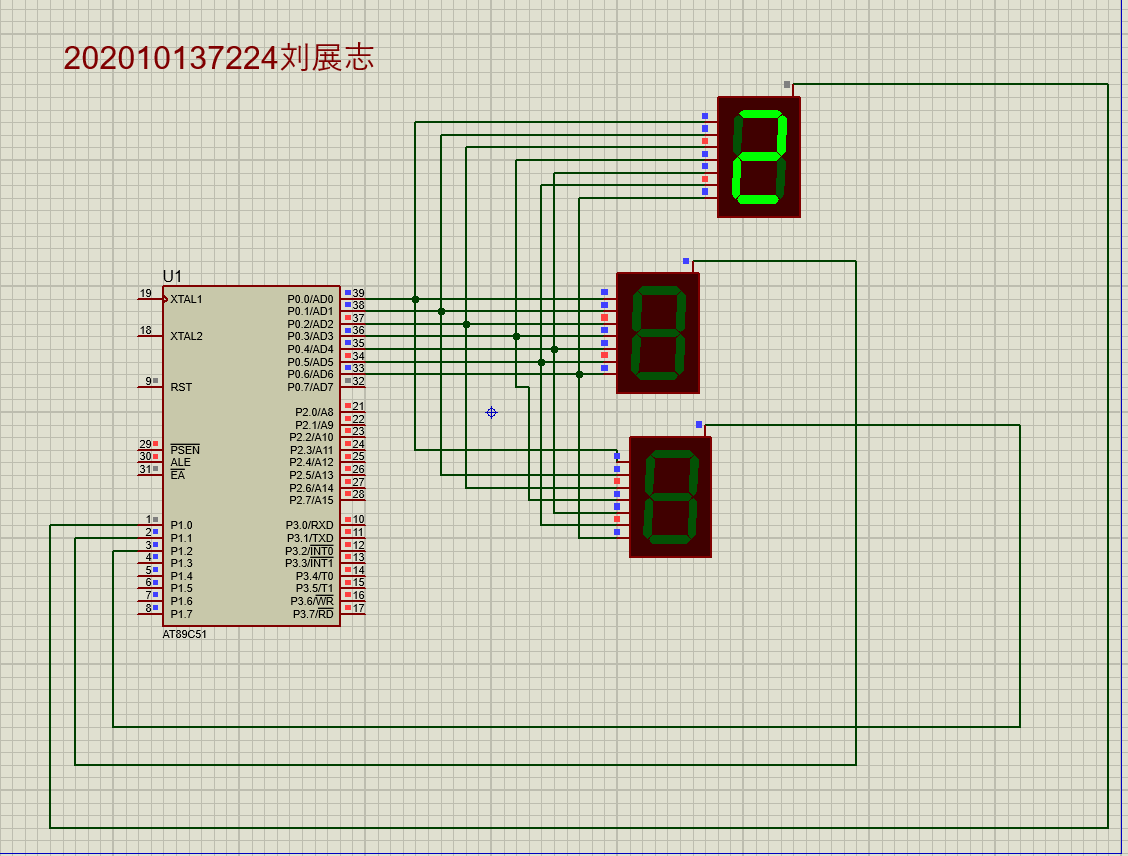 202010137224刘展志
2
8
8
U1
19 XTAL1
18 XTAL2
9 RST
29 PSEN
30 ALE
31 EA
1 P1.0
2 P1.1
3 P1.2
4 P1.3
5 P1.4
6 P1.5
7 P1.6
8 P1.7
P0.0/AD0 39
P0.1/AD1 38
P0.2/AD2 37
P0.3/AD3 36
P0.4/AD4 35
P0.5/AD5 34
P0.6/AD6 33
P0.7/AD7 32
P2.0/A8 21
P2.1/A9 22
P2.2/A10 23
P2.3/A11 24
P2.4/A12 25
P2.5/A13 26
P2.6/A14 27
P2.7/A15 28
P3.0/RXD 10
P3.1/TXD 11
P3.2/INT0 12
P3.3/INT1 13
P3.4/T0 14
P3.5/T1 15
P3.6/WR 16
P3.7/RD 17
AT89C51